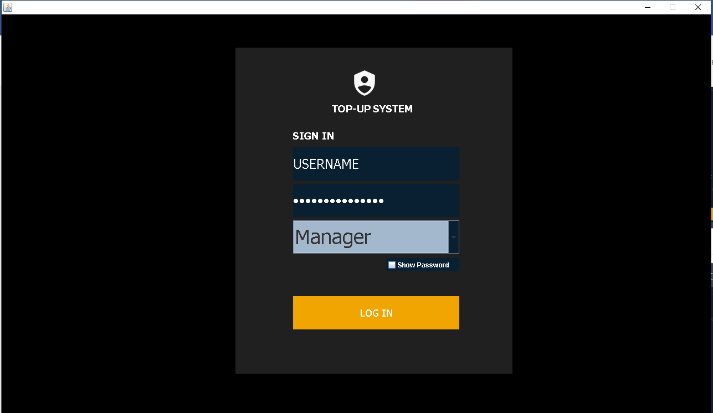 TOP-UP SYSTEM
SIGN IN
USERNAME
•••••••••••••••
Manager
Show Password
LOG IN